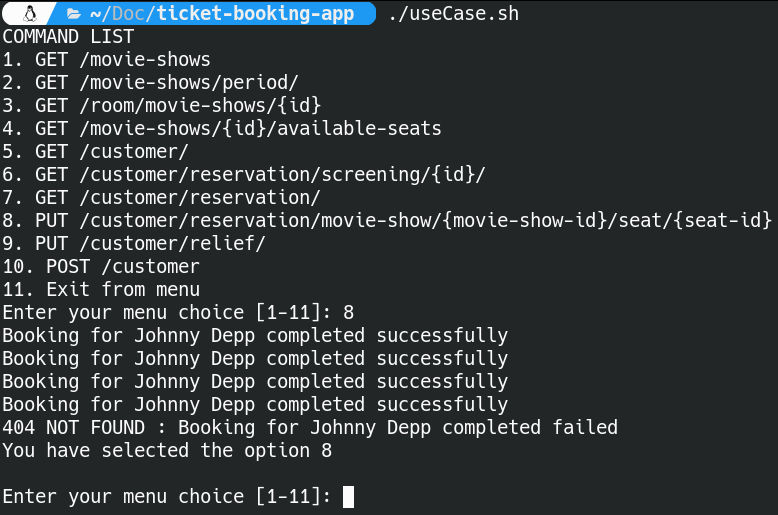 ~/Doc/ticket-booking-app ./useCase.sh
COMMAND LIST
1. GET /movie-shows
2. GET /movie-shows/period/
3. GET /room/movie-shows/{id}
4. GET /movie-shows/{id}/available-seats
5. GET /customer/
6. GET /customer/reservation/screening/{id}/
7. GET /customer/reservation/
8. PUT /customer/reservation/movie-show/{movie-show-id}/seat/{seat-id}
9. PUT /customer/relief/
10. POST /customer
11. Exit from menu
Enter your menu choice [1-11]: 8
Booking for Johnny Depp completed successfully
Booking for Johnny Depp completed successfully
Booking for Johnny Depp completed successfully
Booking for Johnny Depp completed successfully
404 NOT FOUND : Booking for Johnny Depp completed failed
You have selected the option 8
Enter your menu choice [1-11]: